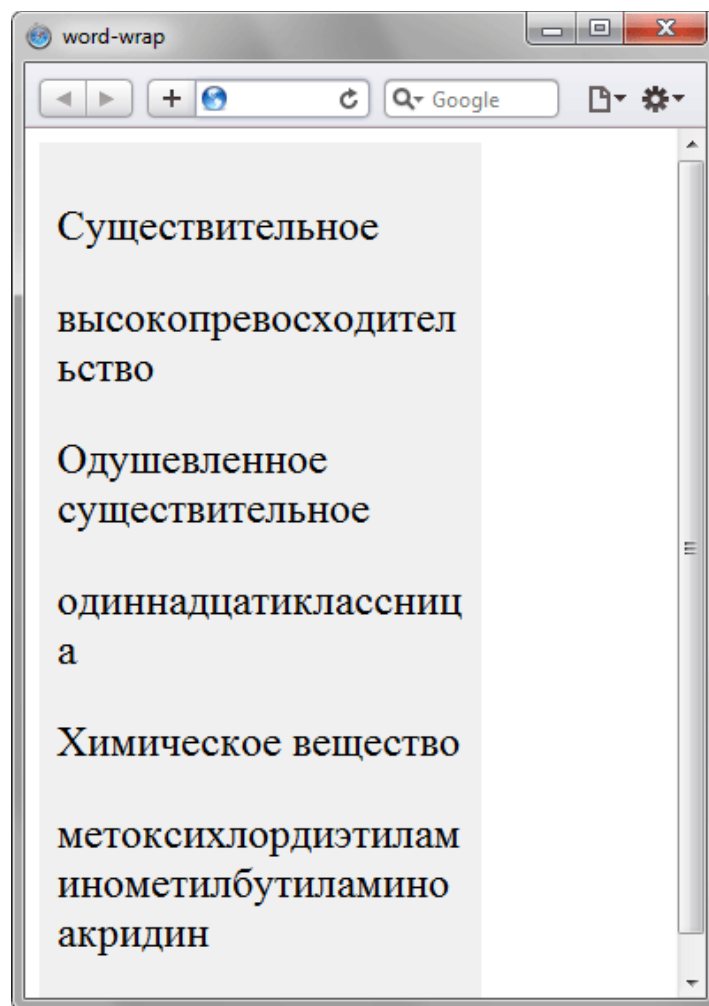 word-wrap
Google
Существительное
высокопревосходител
ьство
Одушевленное
существительное
одиннадцатиклассниц
а
Химическое вещество
метоксихлордиэтилам
инометилбутиламино
акридин